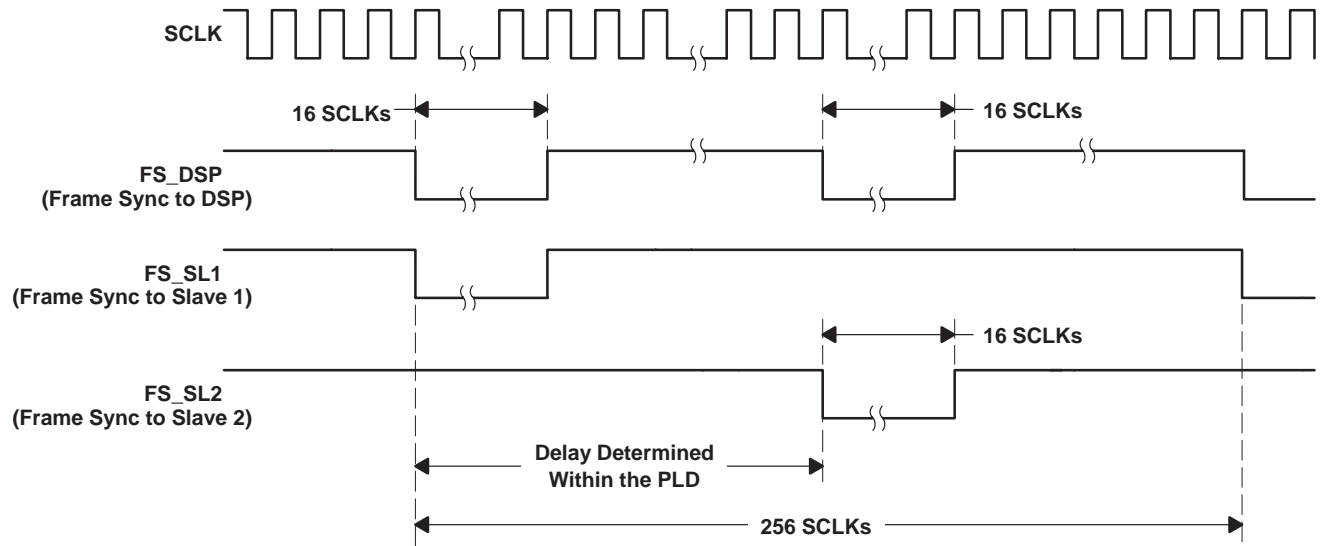 SCLK
16 SCLKs
16 SCLKs
FS_DSP
(Frame Sync to DSP)
FS_SL1
(Frame Sync to Slave 1)
16 SCLKs
FS_SL2
(Frame Sync to Slave 2)
Delay Determined
Within the PLD
256 SCLKs